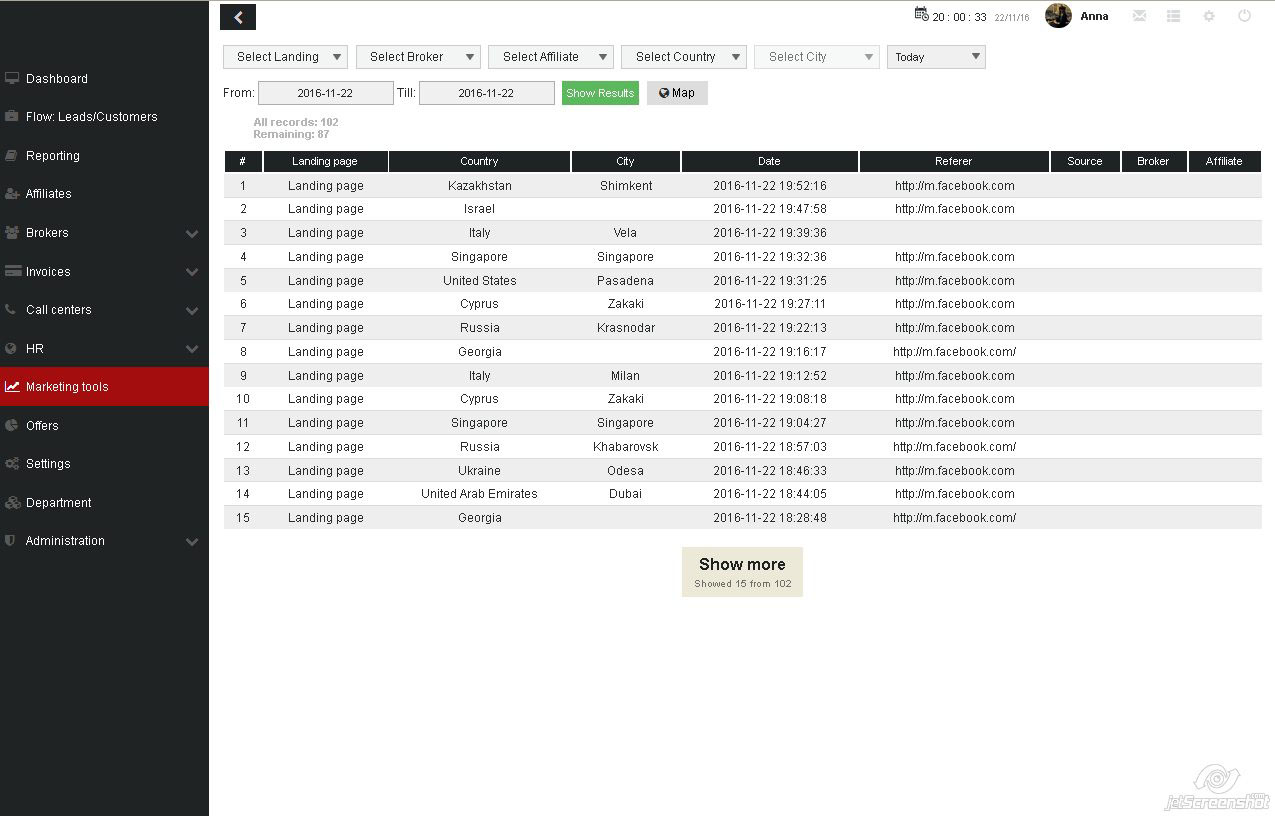 20 : 00 : 33 22/11/16 Anna
Select Landing Select Broker Select Affiliate Select Country Select City Today
From: 2016-11-22 Till: 2016-11-22 Show Results Map
All records: 102
Remaining: 87
Dashboard
Flow: Leads/Customers
Reporting
Affiliates
Brokers
Invoices
Call centers
HR
Marketing tools
Offers
Settings
Department
Administration
# Landing page Country City Date Referer Source Broker Affiliate
1 Landing page Kazakhstan Shimkent 2016-11-22 19:52:16 http://m.facebook.com
2 Landing page Israel 2016-11-22 19:47:58 http://m.facebook.com
3 Landing page Italy Vela 2016-11-22 19:39:36
4 Landing page Singapore Singapore 2016-11-22 19:32:36 http://m.facebook.com
5 Landing page United States Pasadena 2016-11-22 19:31:25 http://m.facebook.com
6 Landing page Cyprus Zakaki 2016-11-22 19:27:11 http://m.facebook.com
7 Landing page Russia Krasnodar 2016-11-22 19:22:13 http://m.facebook.com
8 Landing page Georgia 2016-11-22 19:16:17 http://m.facebook.com/
9 Landing page Italy Milan 2016-11-22 19:12:52 http://m.facebook.com
10 Landing page Cyprus Zakaki 2016-11-22 19:08:18 http://m.facebook.com
11 Landing page Singapore Singapore 2016-11-22 19:04:27 http://m.facebook.com
12 Landing page Russia Khabarovsk 2016-11-22 18:57:03 http://m.facebook.com/
13 Landing page Ukraine Odesa 2016-11-22 18:46:33 http://m.facebook.com
14 Landing page United Arab Emirates Dubai 2016-11-22 18:44:05 http://m.facebook.com
15 Landing page Georgia 2016-11-22 18:28:48 http://m.facebook.com/
Show more
Showed 15 from 102
jetScreenshot.com